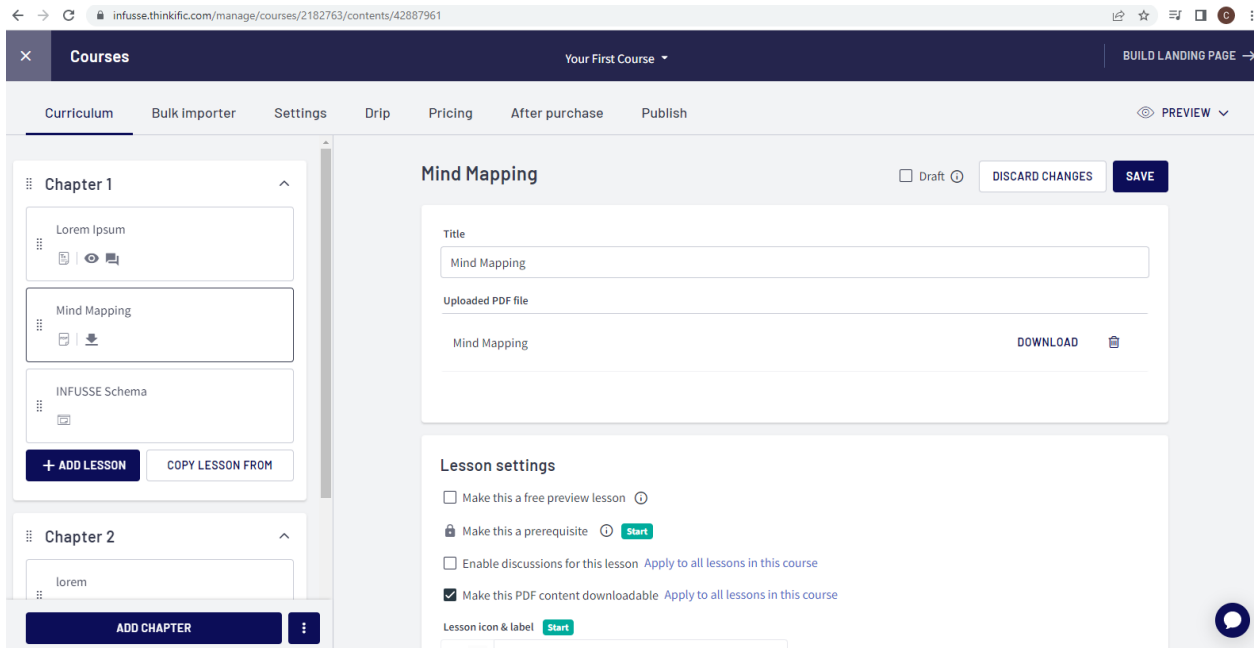 infusse.thinkific.com/manage/courses/2182763/contents/42887961
C
Courses
Your First Course
BUILD LANDING PAGE
Curriculum
Bulk importer
Settings
Drip
Pricing
After purchase
Publish
PREVIEW
Chapter 1
Lorem Ipsum
Mind Mapping
INFUSSE Schema
+ ADD LESSON
COPY LESSON FROM
Chapter 2
lorem
ADD CHAPTER
Mind Mapping
Draft
DISCARD CHANGES
SAVE
Title
Mind Mapping
Uploaded PDF file
Mind Mapping
DOWNLOAD
Lesson settings
Make this a free preview lesson
Make this a prerequisite Start
Enable discussions for this lesson Apply to all lessons in this course
Make this PDF content downloadable Apply to all lessons in this course
Lesson icon & label Start